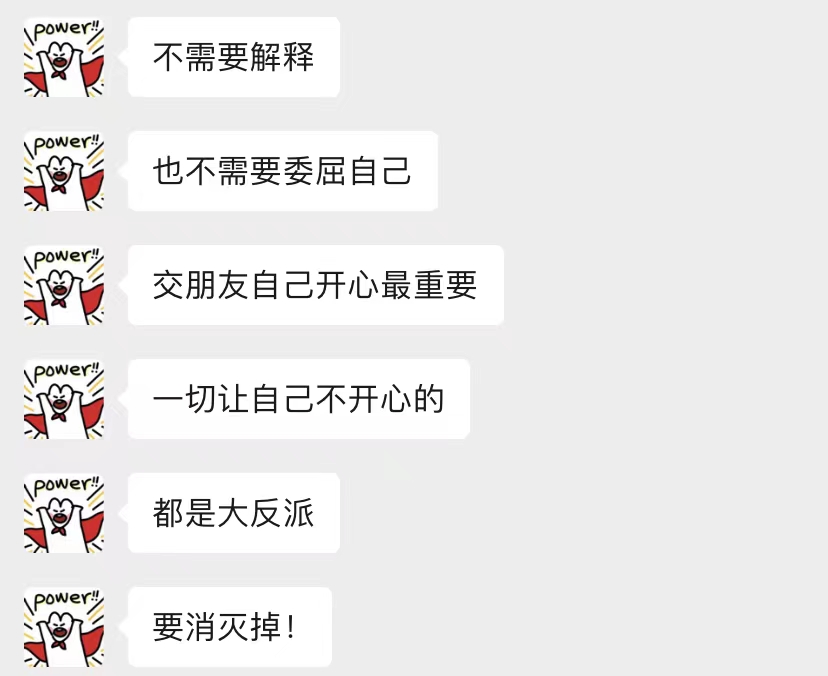 power!!
不需要解释
power!!
也不需要委屈自己
power!!
交朋友自己开心最重要
power!!
一切让自己不开心的
power!!
都是大反派
power!!
要消灭掉！